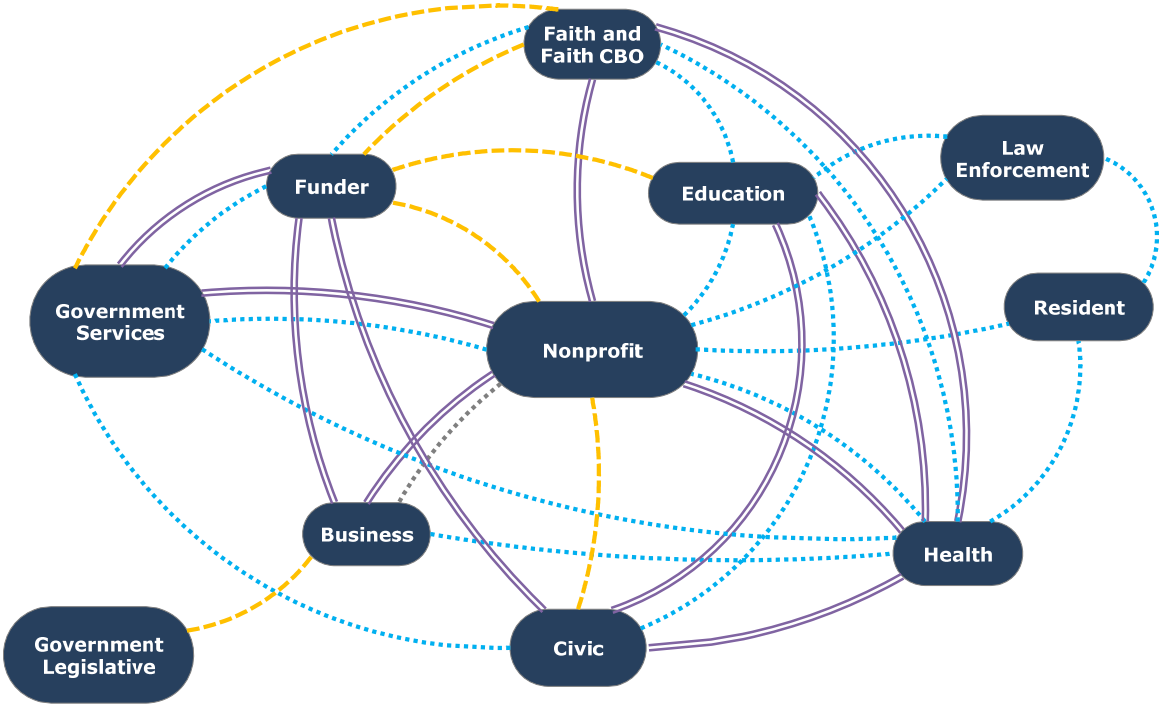 Faith and
Faith CBO
Law
Enforcement
Funder
Education
Government
Services
Resident
Nonprofit
Business
Health
Government
Legislative
Civic